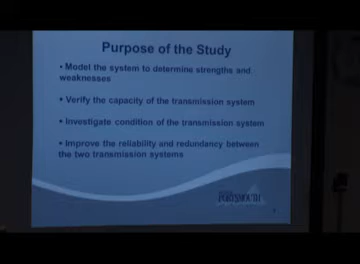 Purpose of the Study
• Model the system to determine strengths and
weaknesses
• Verify the capacity of the transmission system
• Investigate condition of the transmission system
• Improve the reliability and redundancy between
the two transmission systems
PORTSMOUTH